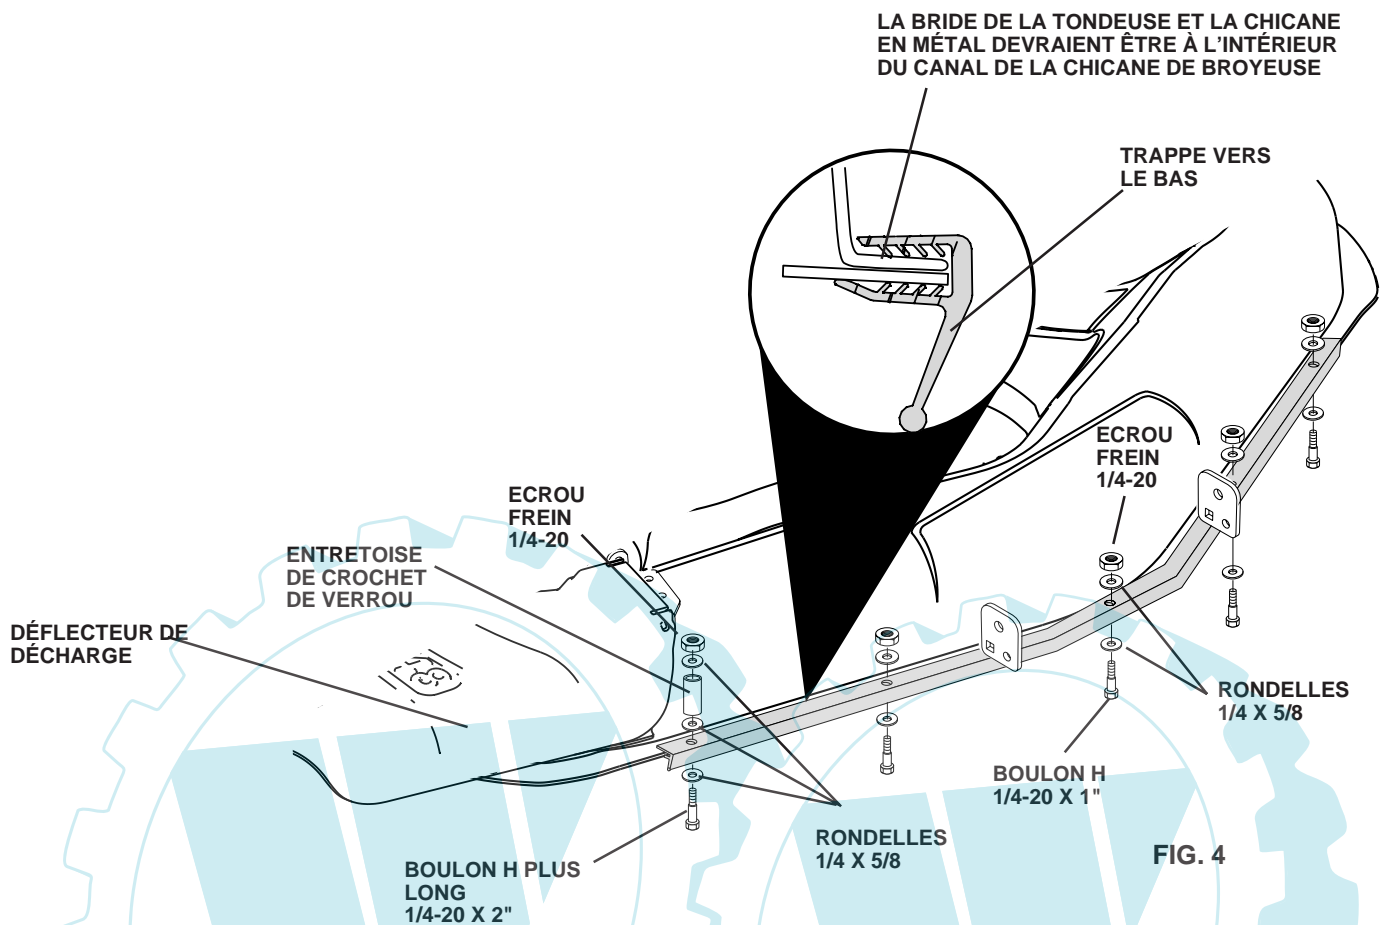 LA BRIDE DE LA TONDEUSE ET LA CHICANE
EN MÉTAL DEVRAIENT ÊTRE À L'INTÉRIEUR
DU CANAL DE LA CHICANE DE BROYEUSE
TRAPPE VERS
LE BAS
ECROU
FREIN
1/4-20
ECROU
FREIN
1/4-20
ENTRETOISE
DE CROCHET
DE VERROU
DÉFLECTEUR DE
DÉCHARGE
RONDELLES
1/4 X 5/8
BOULON H
1/4-20 X 1"
RONDELLES
1/4 X 5/8
BOULON H PLUS
LONG
1/4-20 X 2"
FIG. 4